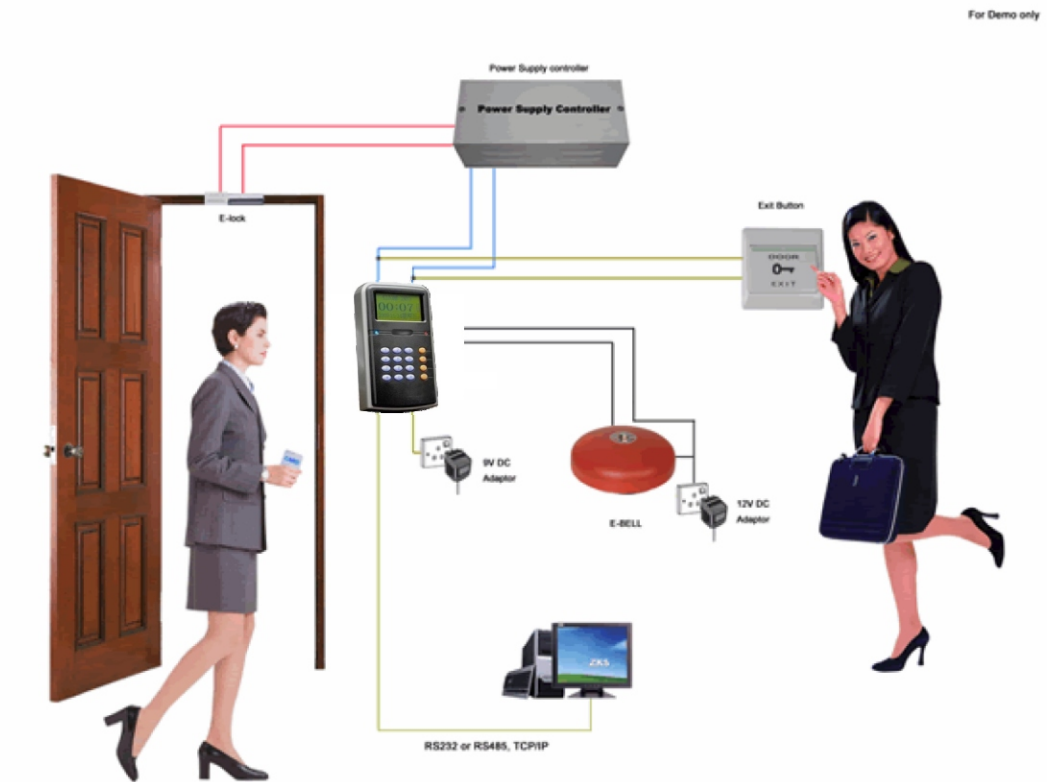 For Demo only
Power Supply controller
Power Supply Controller
E-lock
Exit Button
DOOR
EXIT
00:07
CARD
9V DC
Adaptor
12V DC
Adaptor
E-BELL
ZKS
RS232 or RS485, TCP/IP